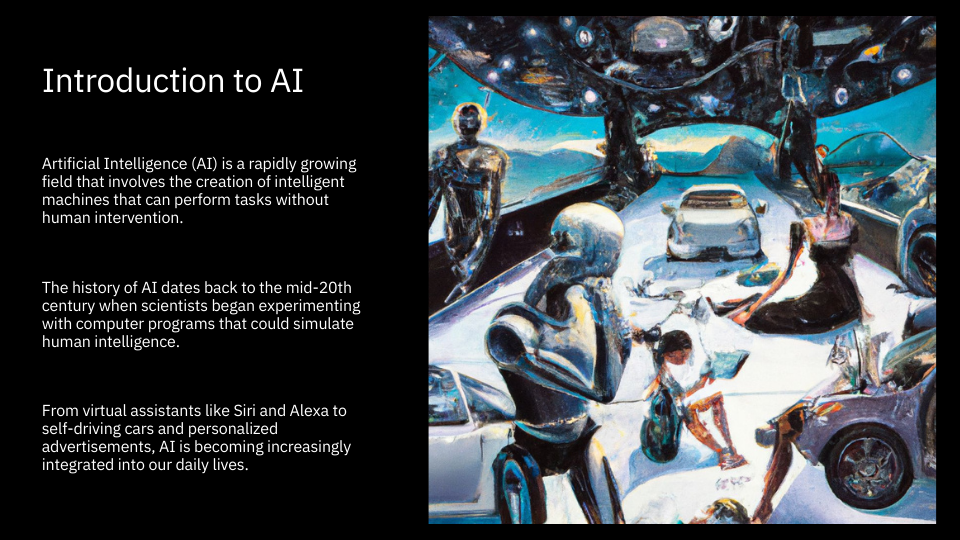 Introduction to AI
Artificial Intelligence (AI) is a rapidly growing
field that involves the creation of intelligent
machines that can perform tasks without
human intervention.
The history of AI dates back to the mid-20th
century when scientists began experimenting
with computer programs that could simulate
human intelligence.
From virtual assistants like Siri and Alexa to
self-driving cars and personalized
advertisements, AI is becoming increasingly
integrated into our daily lives.